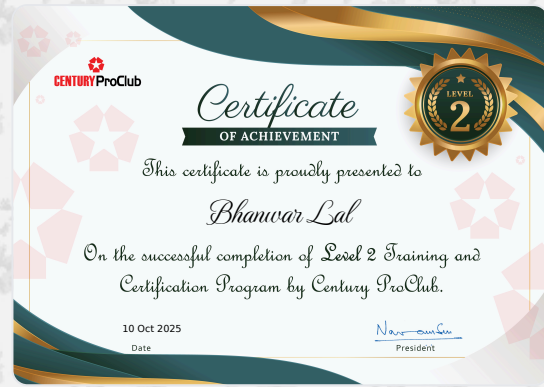 CENTURY ProClub
Certificate
OF ACHIEVEMENT
LEVEL
2
This certificate is proudly presented to
Bhanwar Lal
On the successful completion of Level 2 Training and
Certification Program by Century ProClub.
10 Oct 2025
Date
President